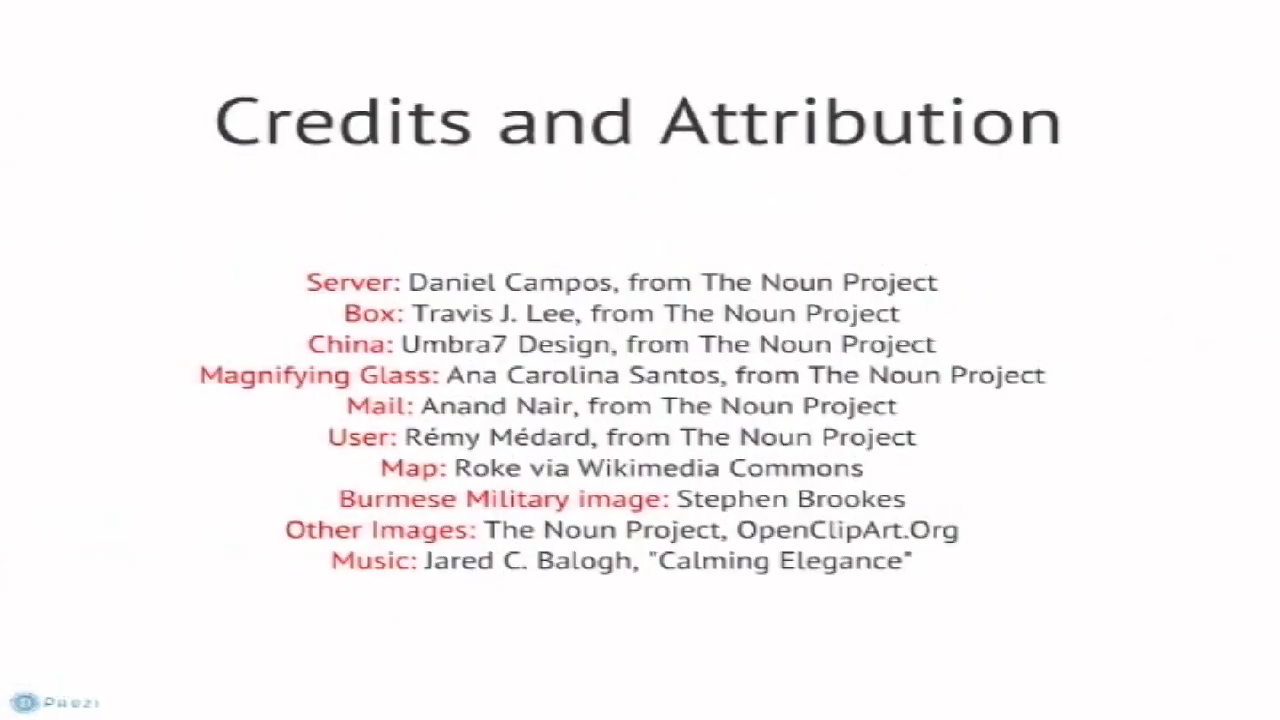 Credits and Attribution
Server: Daniel Campos, from The Noun Project
Box: Travis J. Lee, from The Noun Project
China: Umbra7 Design, from The Noun Project
Magnifying Glass: Ana Carolina Santos, from The Noun Project
Mail: Anand Nair, from The Noun Project
User: Rémy Médard, from The Noun Project
Map: Roke via Wikimedia Commons
Burmese Military image: Stephen Brookes
Other Images: The Noun Project, OpenClipArt.Org
Music: Jared C. Balogh, "Calming Elegance"
Prezi